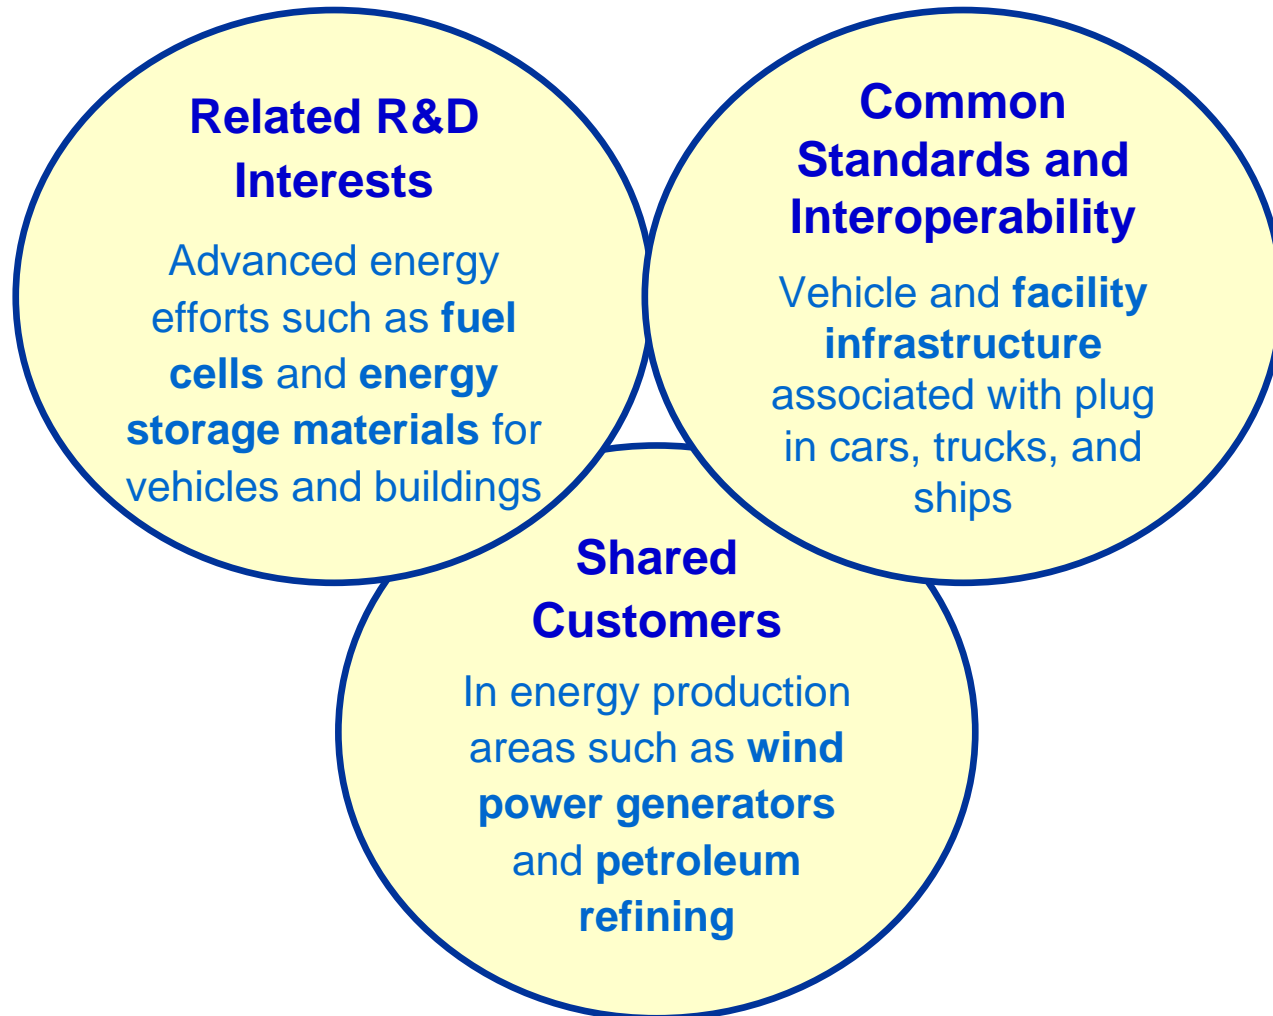 Related R&D
Interests
Advanced energy
efforts such as fuel
cells and energy
storage materials for
vehicles and buildings
Common
Standards and
Interoperability
Vehicle and facility
infrastructure
associated with plug
in cars, trucks, and
ships
Shared
Customers
In energy production
areas such as wind
power generators
and petroleum
refining